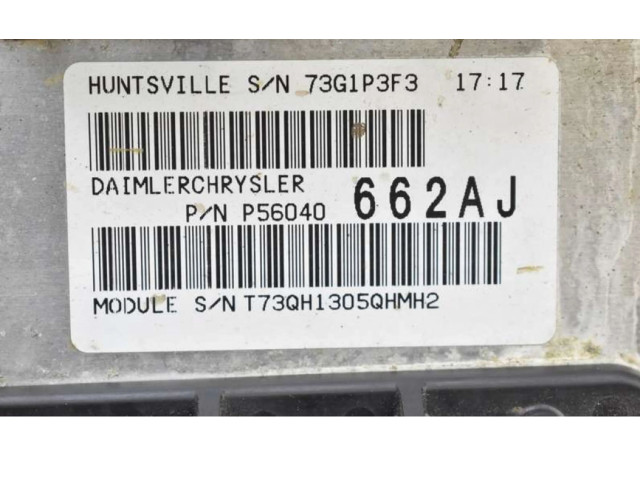 HUNTSVILLE S/N 73G1P3F3 17:17
DAIMLERCHRYSLER
P/N P56040 662AJ
MODULE S/N T73QH1305QHMH2